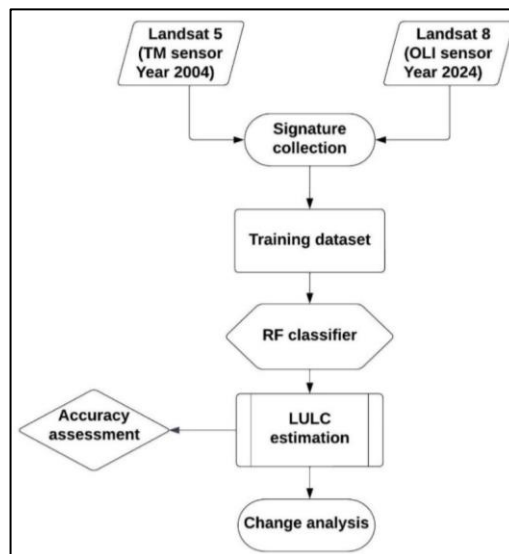 Landsat 5
(TM sensor
Year 2004)
Landsat 8
(OLI sensor
Year 2024)
Signature
collection
Training dataset
RF classifier
Accuracy
assessment
LULC
estimation
Change analysis